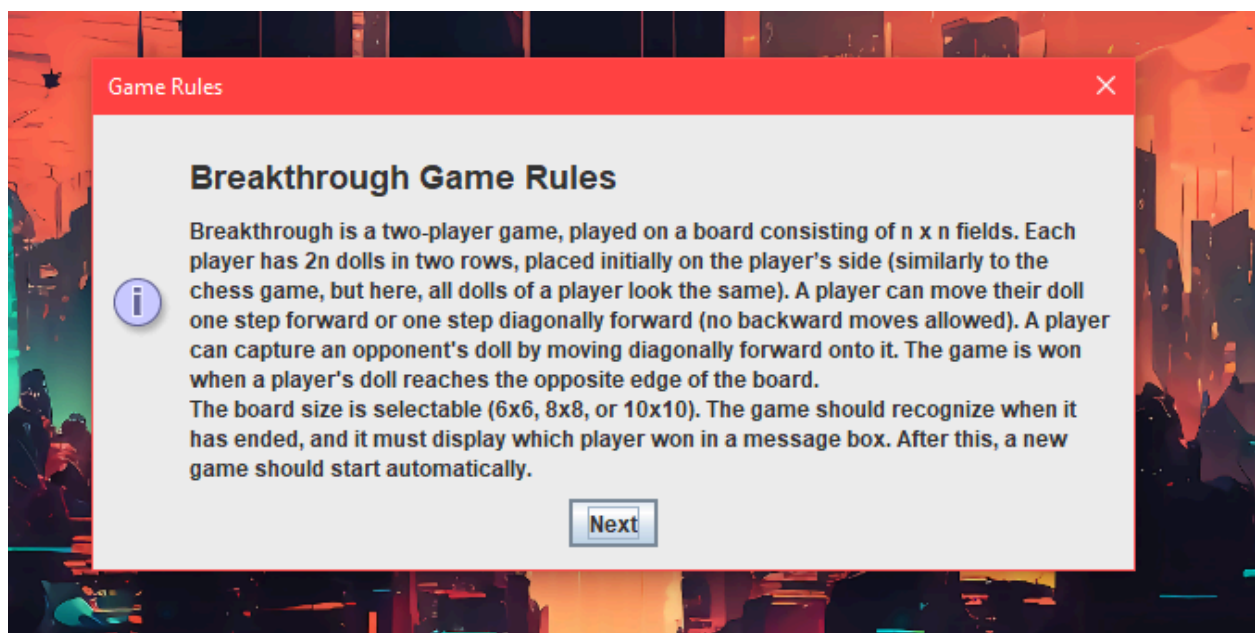 Game Rules
Breakthrough Game Rules
Breakthrough is a two-player game, played on a board consisting of n x n fields. Each
player has 2n dolls in two rows, placed initially on the player’s side (similarly to the
chess game, but here, all dolls of a player look the same). A player can move their doll
one step forward or one step diagonally forward (no backward moves allowed). A player
can capture an opponent's doll by moving diagonally forward onto it. The game is won
when a player's doll reaches the opposite edge of the board.
The board size is selectable (6x6, 8x8, or 10x10). The game should recognize when it
has ended, and it must display which player won in a message box. After this, a new
game should start automatically.
Next